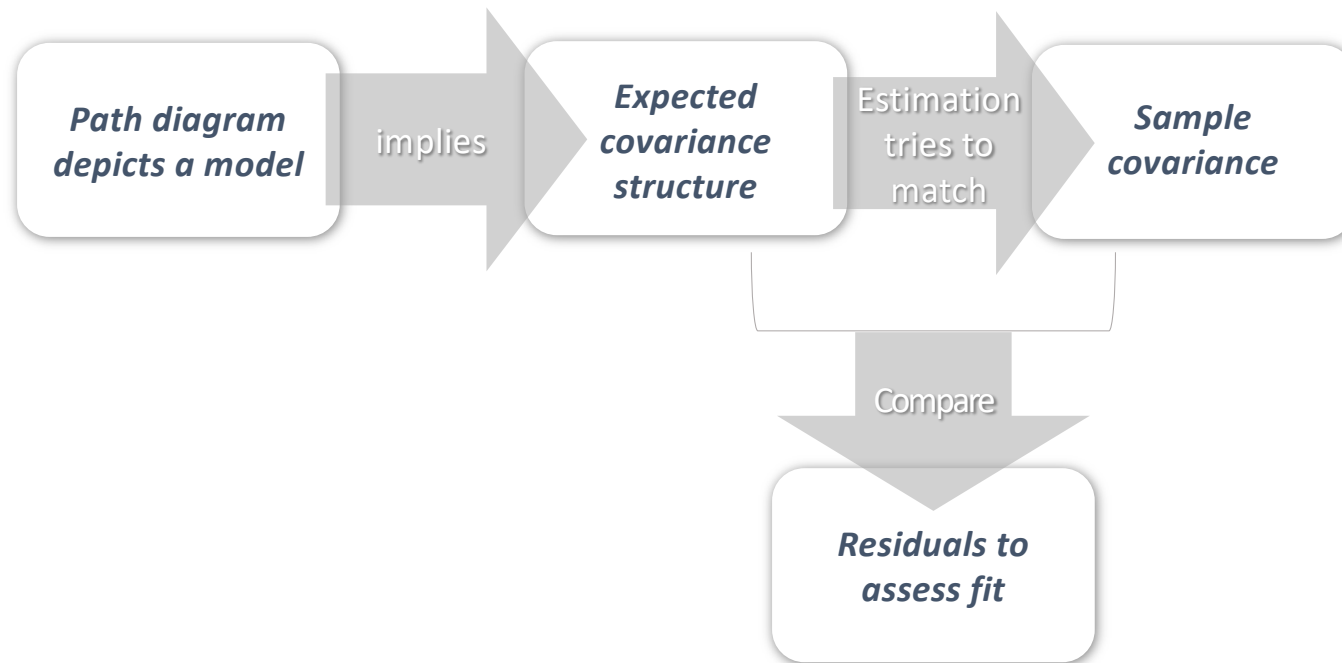 Path diagram
depicts a model
implies
Expected
covariance
structure
Estimation
tries to
match
Sample
covariance
Compare
Residuals to
assess fit